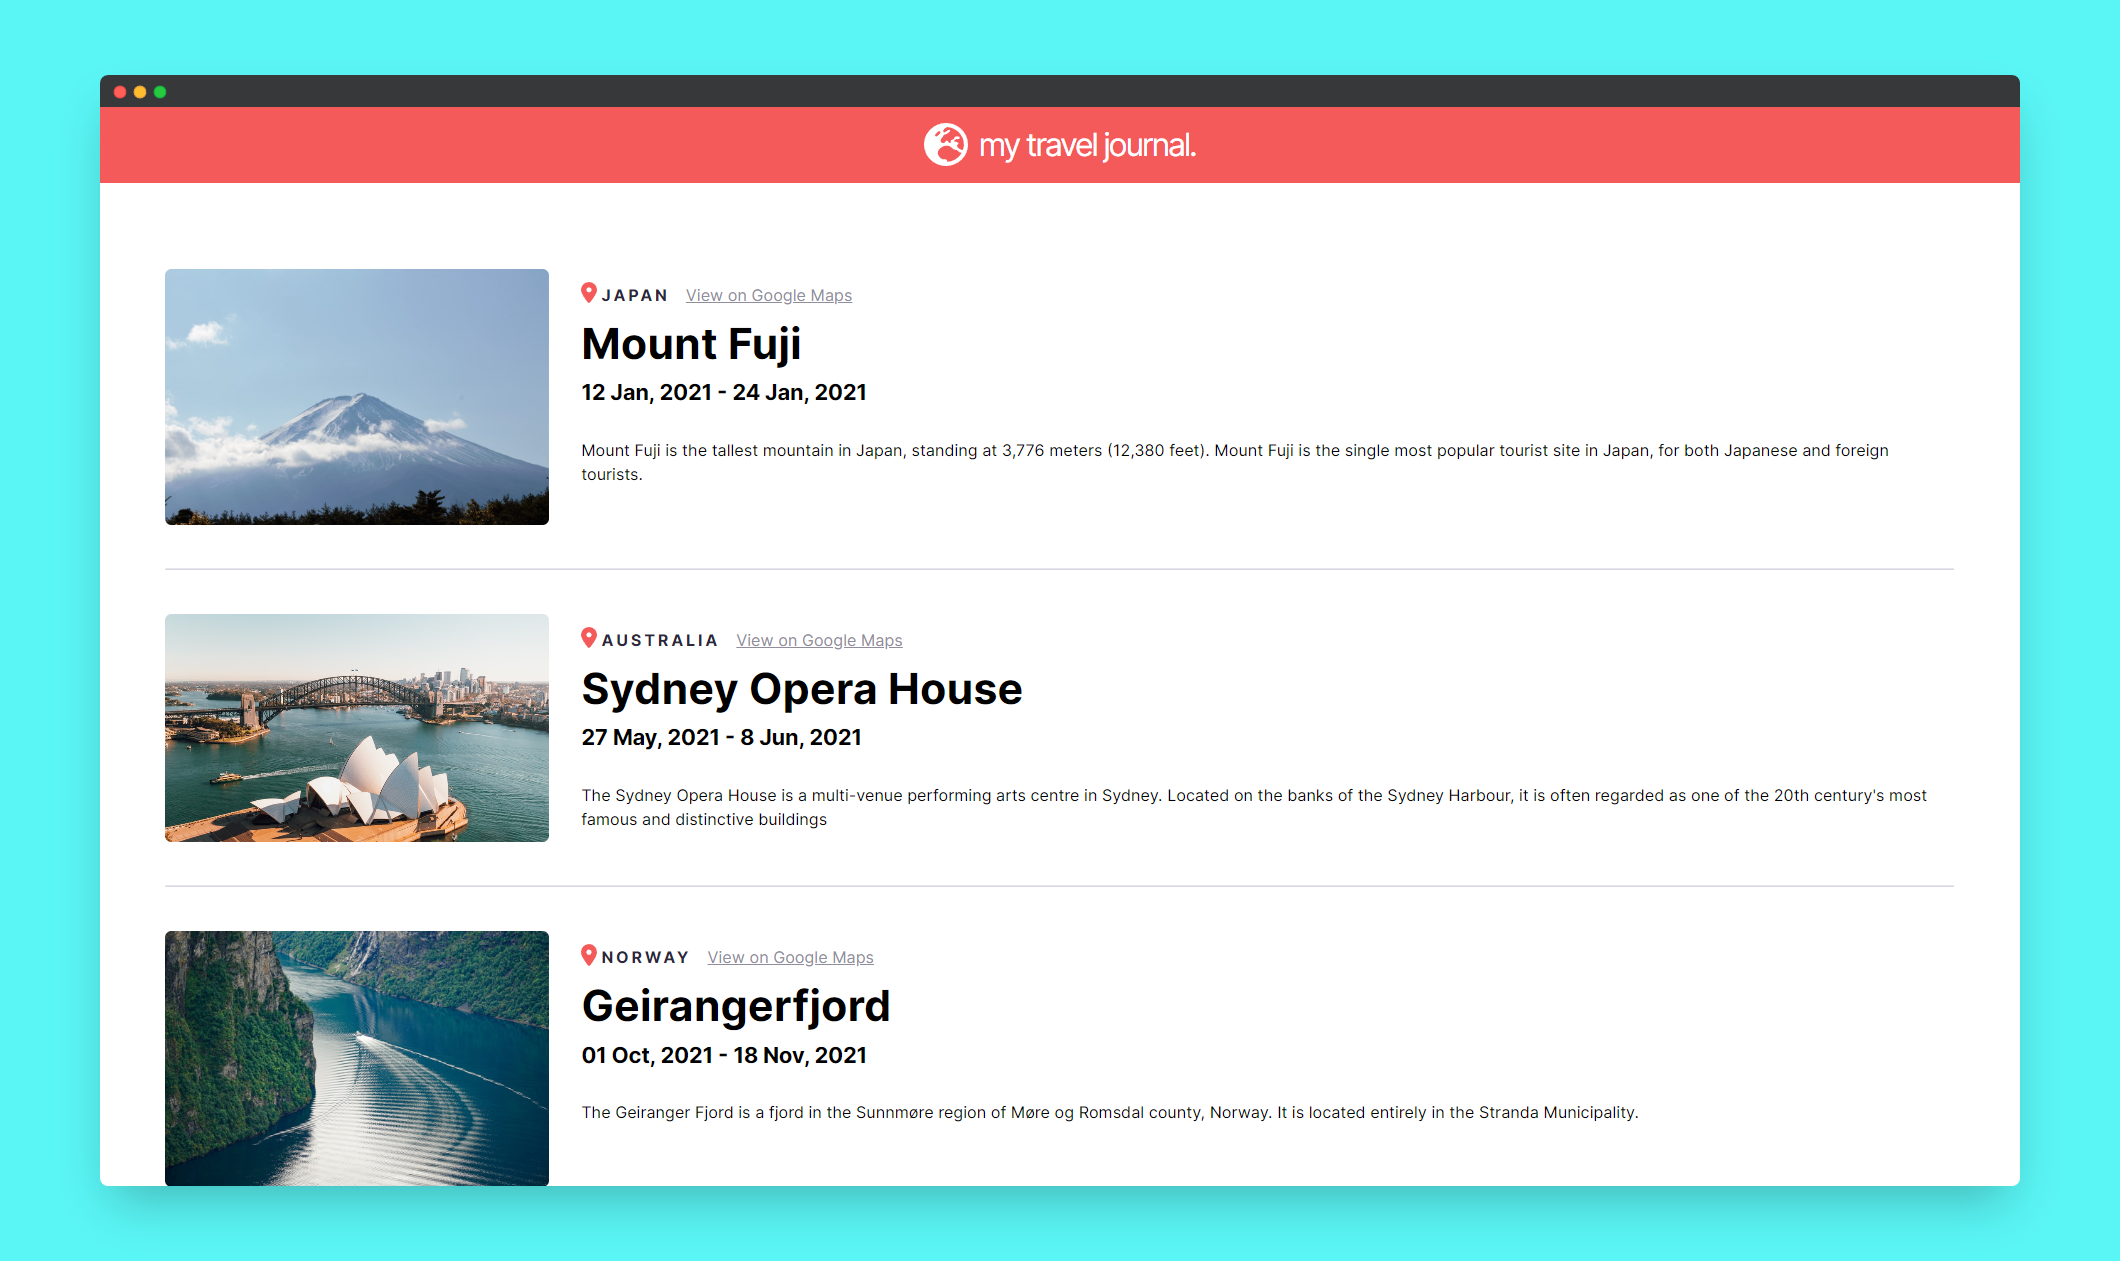 my travel journal.
JAPAN View on Google Maps
Mount Fuji
12 Jan, 2021 - 24 Jan, 2021
Mount Fuji is the tallest mountain in Japan, standing at 3,776 meters (12,380 feet). Mount Fuji is the single most popular tourist site in Japan, for both Japanese and foreign
tourists.
AUSTRALIA View on Google Maps
Sydney Opera House
27 May, 2021 - 8 Jun, 2021
The Sydney Opera House is a multi-venue performing arts centre in Sydney. Located on the banks of the Sydney Harbour, it is often regarded as one of the 20th century's most
famous and distinctive buildings
NORWAY View on Google Maps
Geirangerfjord
01 Oct, 2021 - 18 Nov, 2021
The Geiranger Fjord is a fjord in the Sunnmøre region of Møre og Romsdal county, Norway. It is located entirely in the Stranda Municipality.